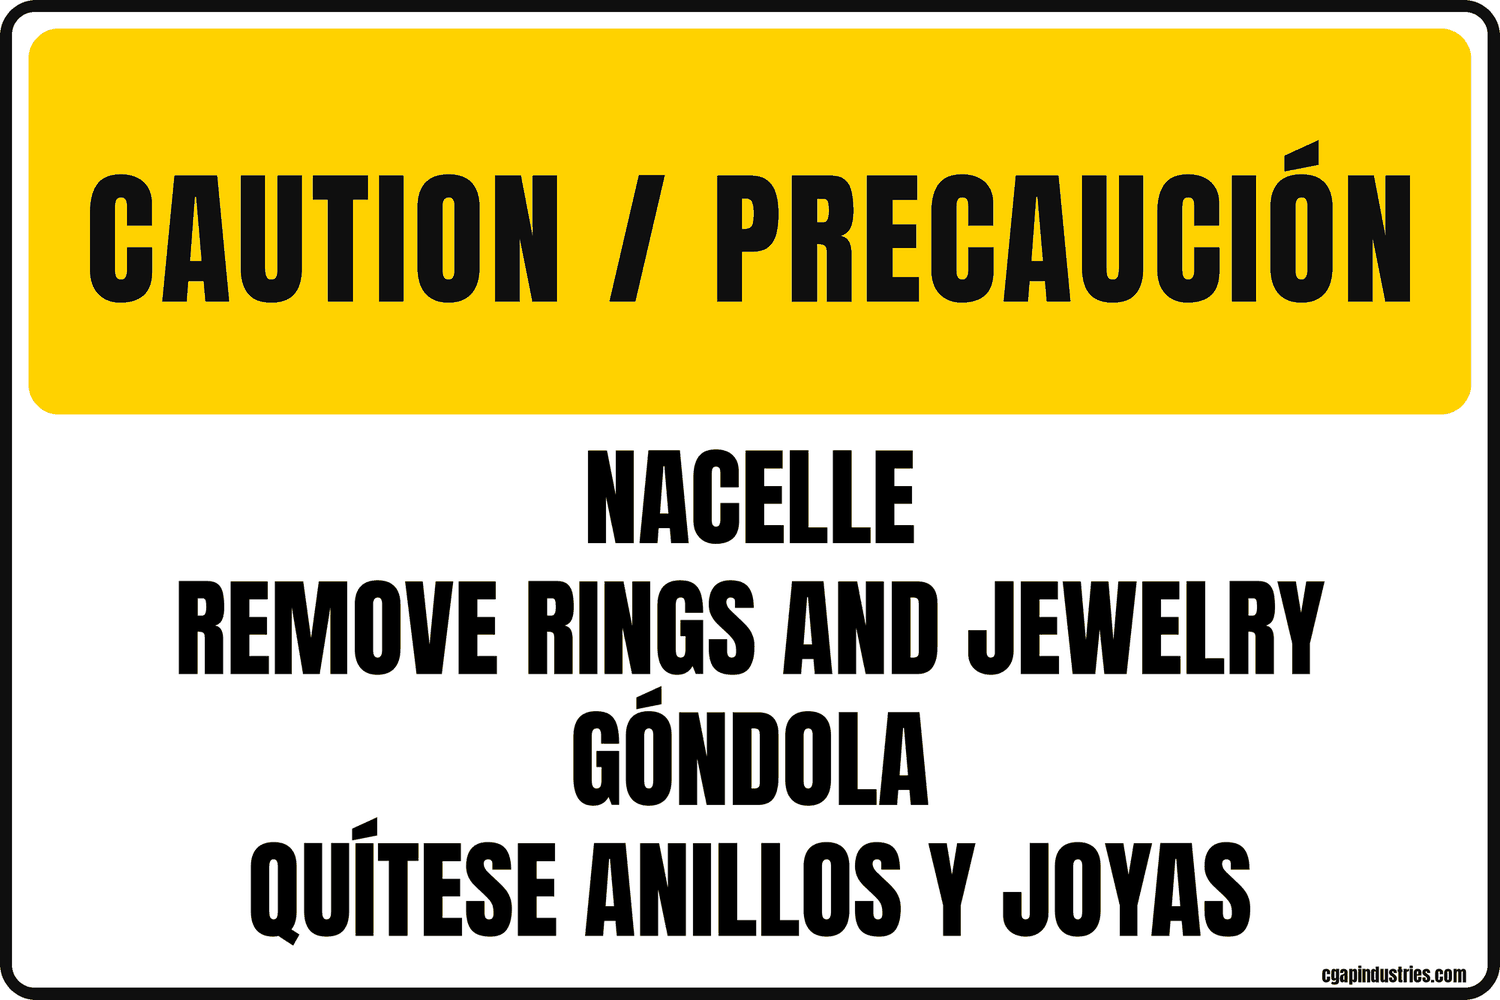 CAUTION / PRECAUCIÓN
NACELLE
REMOVE RINGS AND JEWELRY
GÓNDOLA
QUÍTESE ANILLOS Y JOYAS
cgapindustries.com